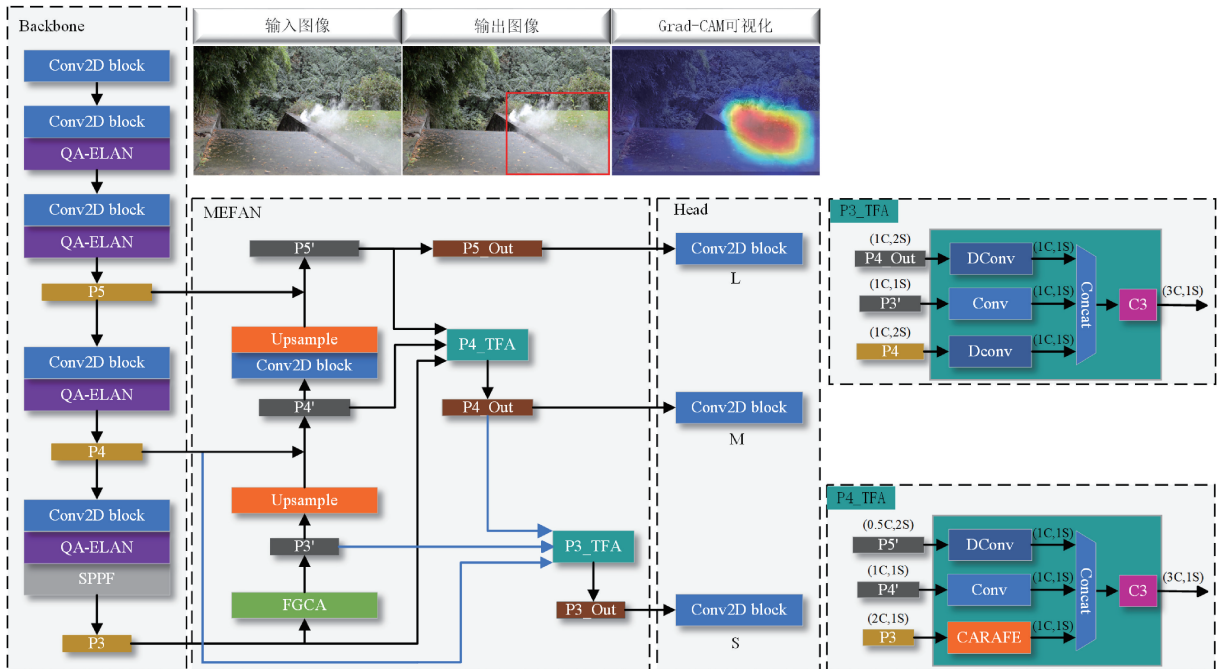 Backbone
Conv2D block
Conv2D block
QA-ELAN
Conv2D block
QA-ELAN
P5
Conv2D block
QA-ELAN
P4
Conv2D block
QA-ELAN
SPPF
P3
输入图像
输出图像
Grad-CAM可视化
MEFAN
P5'
P5_Out
Upsample
Conv2D block
P4_TFA
P4'
P4_Out
Upsample
P3'
P3_TFA
FGCA
P3_Out
Head
Conv2D block
L
Conv2D block
M
Conv2D block
S
P3_TFA
(1C,2S)
P4_Out
DConv
(1C,1S)
(1C,1S)
P3'
Conv
(1C,1S)
(1C,2S)
P4
Dconv
(1C,1S)
Concat
C3
(3C,1S)
P4_TFA
(0.5C,2S)
P5'
DConv
(1C,1S)
(1C,1S)
P4'
Conv
(1C,1S)
(2C,1S)
P3
CARAFE
(1C,1S)
Concat
C3
(3C,1S)